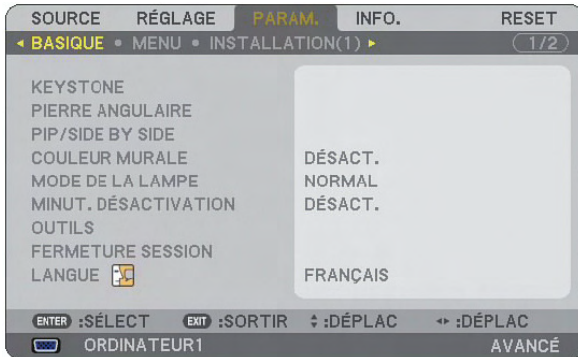 SOURCE RÉGLAGE PARAM. INFO. RESET
BASIQUE • MENU • INSTALLATION(1) 1/2
KEYSTONE
PIERRE ANGULAIRE
PIP/SIDE BY SIDE
COULEUR MURALE DÉSACT.
MODE DE LA LAMPE NORMAL
MINUT. DÉSACTIVATION DÉSACT.
OUTILS
FERMETURE SESSION
LANGUE FRANÇAIS
ENTER :SÉLECT EXIT :SORTIR :DÉPLAC :DÉPLAC
ORDINATEUR1 AVANCÉ